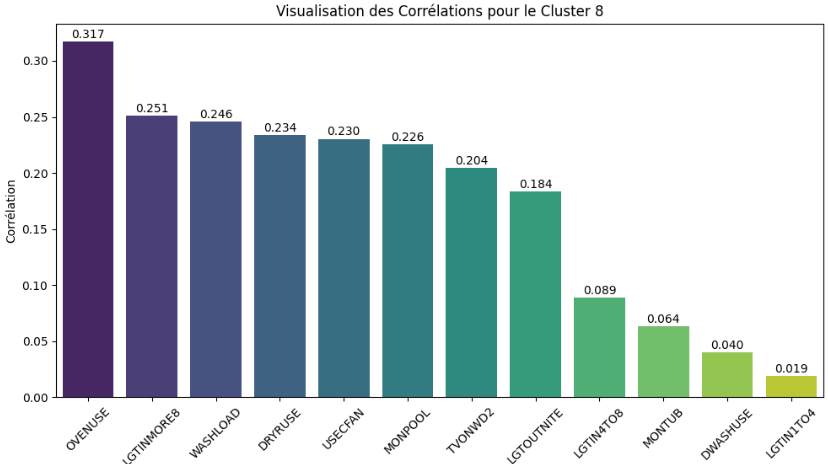 Visualisation des Corrélations pour le Cluster 8
Corrélation
0.30
0.25
0.20
0.15
0.10
0.05
0.00
0.317
0.251
0.246
0.234
0.230
0.226
0.204
0.184
0.089
0.064
0.040
0.019
OVENUSE
LGTINMORE8
WASHLOAD
DRYRUSE
USECFAN
MONPOOL
TVONWD2
LGTOUTNITE
LGTIN4TO8
MONTUB
DWASHUSE
LGTIN1TO4